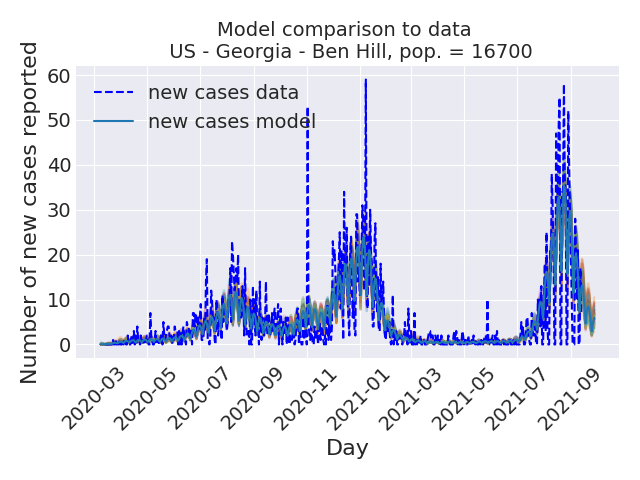 Model comparison to data
US - Georgia - Ben Hill, pop. = 16700
Number of new cases reported
60
50
40
30
20
10
0
new cases data
new cases model
2020-03
2020-05
2020-07
2020-09
2020-11
2021-01
2021-03
2021-05
2021-07
2021-09
Day